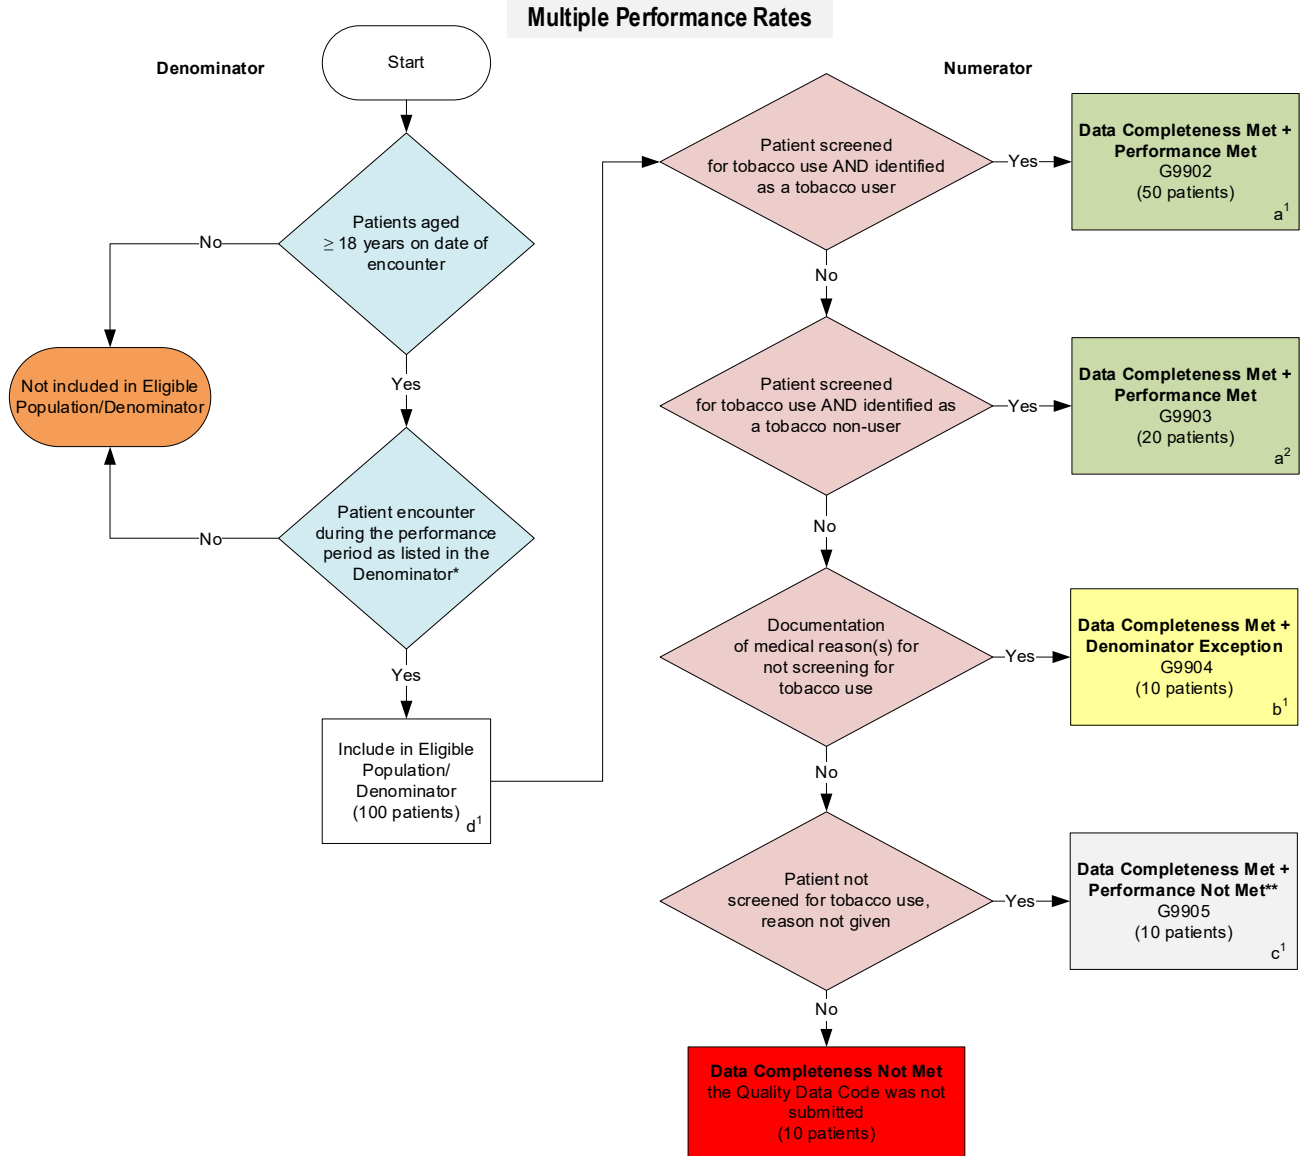 Multiple Performance Rates
Denominator
Start
Patients aged
≥ 18 years on date of
encounter
No
Yes
Not included in Eligible
Population/Denominator
Patient encounter
during the performance
period as listed in the
Denominator*
No
Yes
Include in Eligible
Population/
Denominator
(100 patients)
d¹
Numerator
Patient screened
for tobacco use AND identified
as a tobacco user
Yes
Data Completeness Met +
Performance Met
G9902
(50 patients)
a¹
No
Patient screened
for tobacco use AND identified as
a tobacco non-user
Yes
Data Completeness Met +
Performance Met
G9903
(20 patients)
a²
No
Documentation
of medical reason(s) for
not screening for
tobacco use
Yes
Data Completeness Met +
Denominator Exception
G9904
(10 patients)
b¹
No
Patient not
screened for tobacco use,
reason not given
Yes
Data Completeness Met +
Performance Not Met**
G9905
(10 patients)
c¹
No
Data Completeness Not Met
the Quality Data Code was not
submitted
(10 patients)